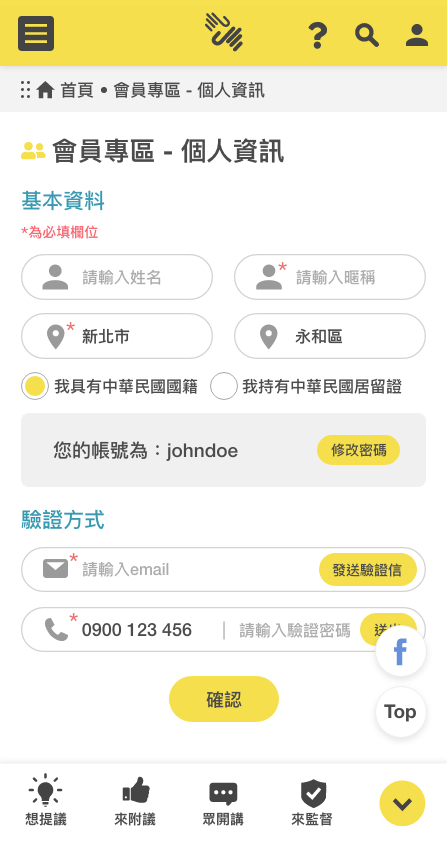 首頁 • 會員專區 - 個人資訊
會員專區 - 個人資訊
基本資料
*為必填欄位
請輸入姓名 * 請輸入暱稱
* 新北市 永和區
我具有中華民國國籍 我持有中華民國居留證
您的帳號為：johndoe 修改密碼
驗證方式
* 請輸入email 發送驗證信
* 0900 123 456 | 請輸入驗證密碼
確認
Top
想提議 來附議 眾開講 來監督